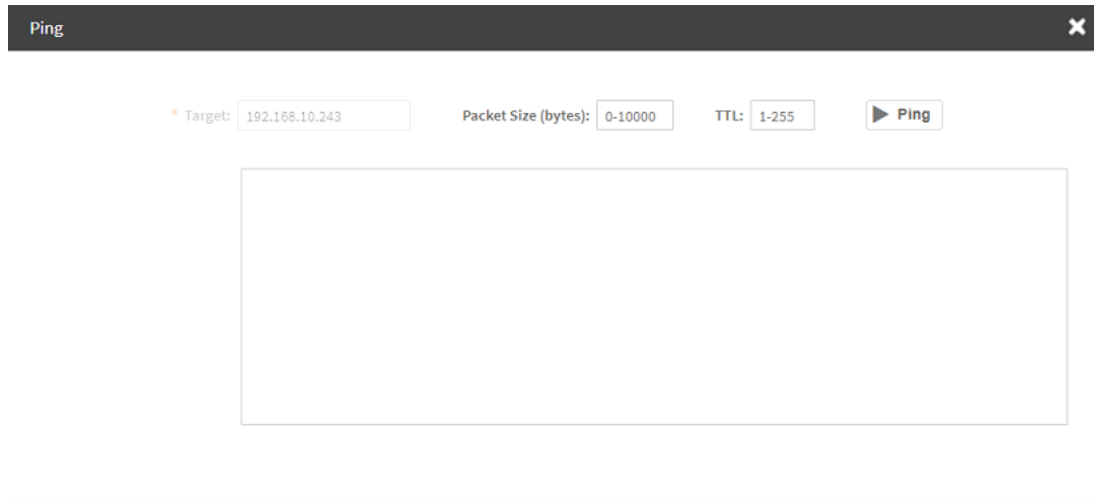 Ping
* Target: 192.168.10.243 Packet Size (bytes): 0-10000 TTL: 1-255 Ping